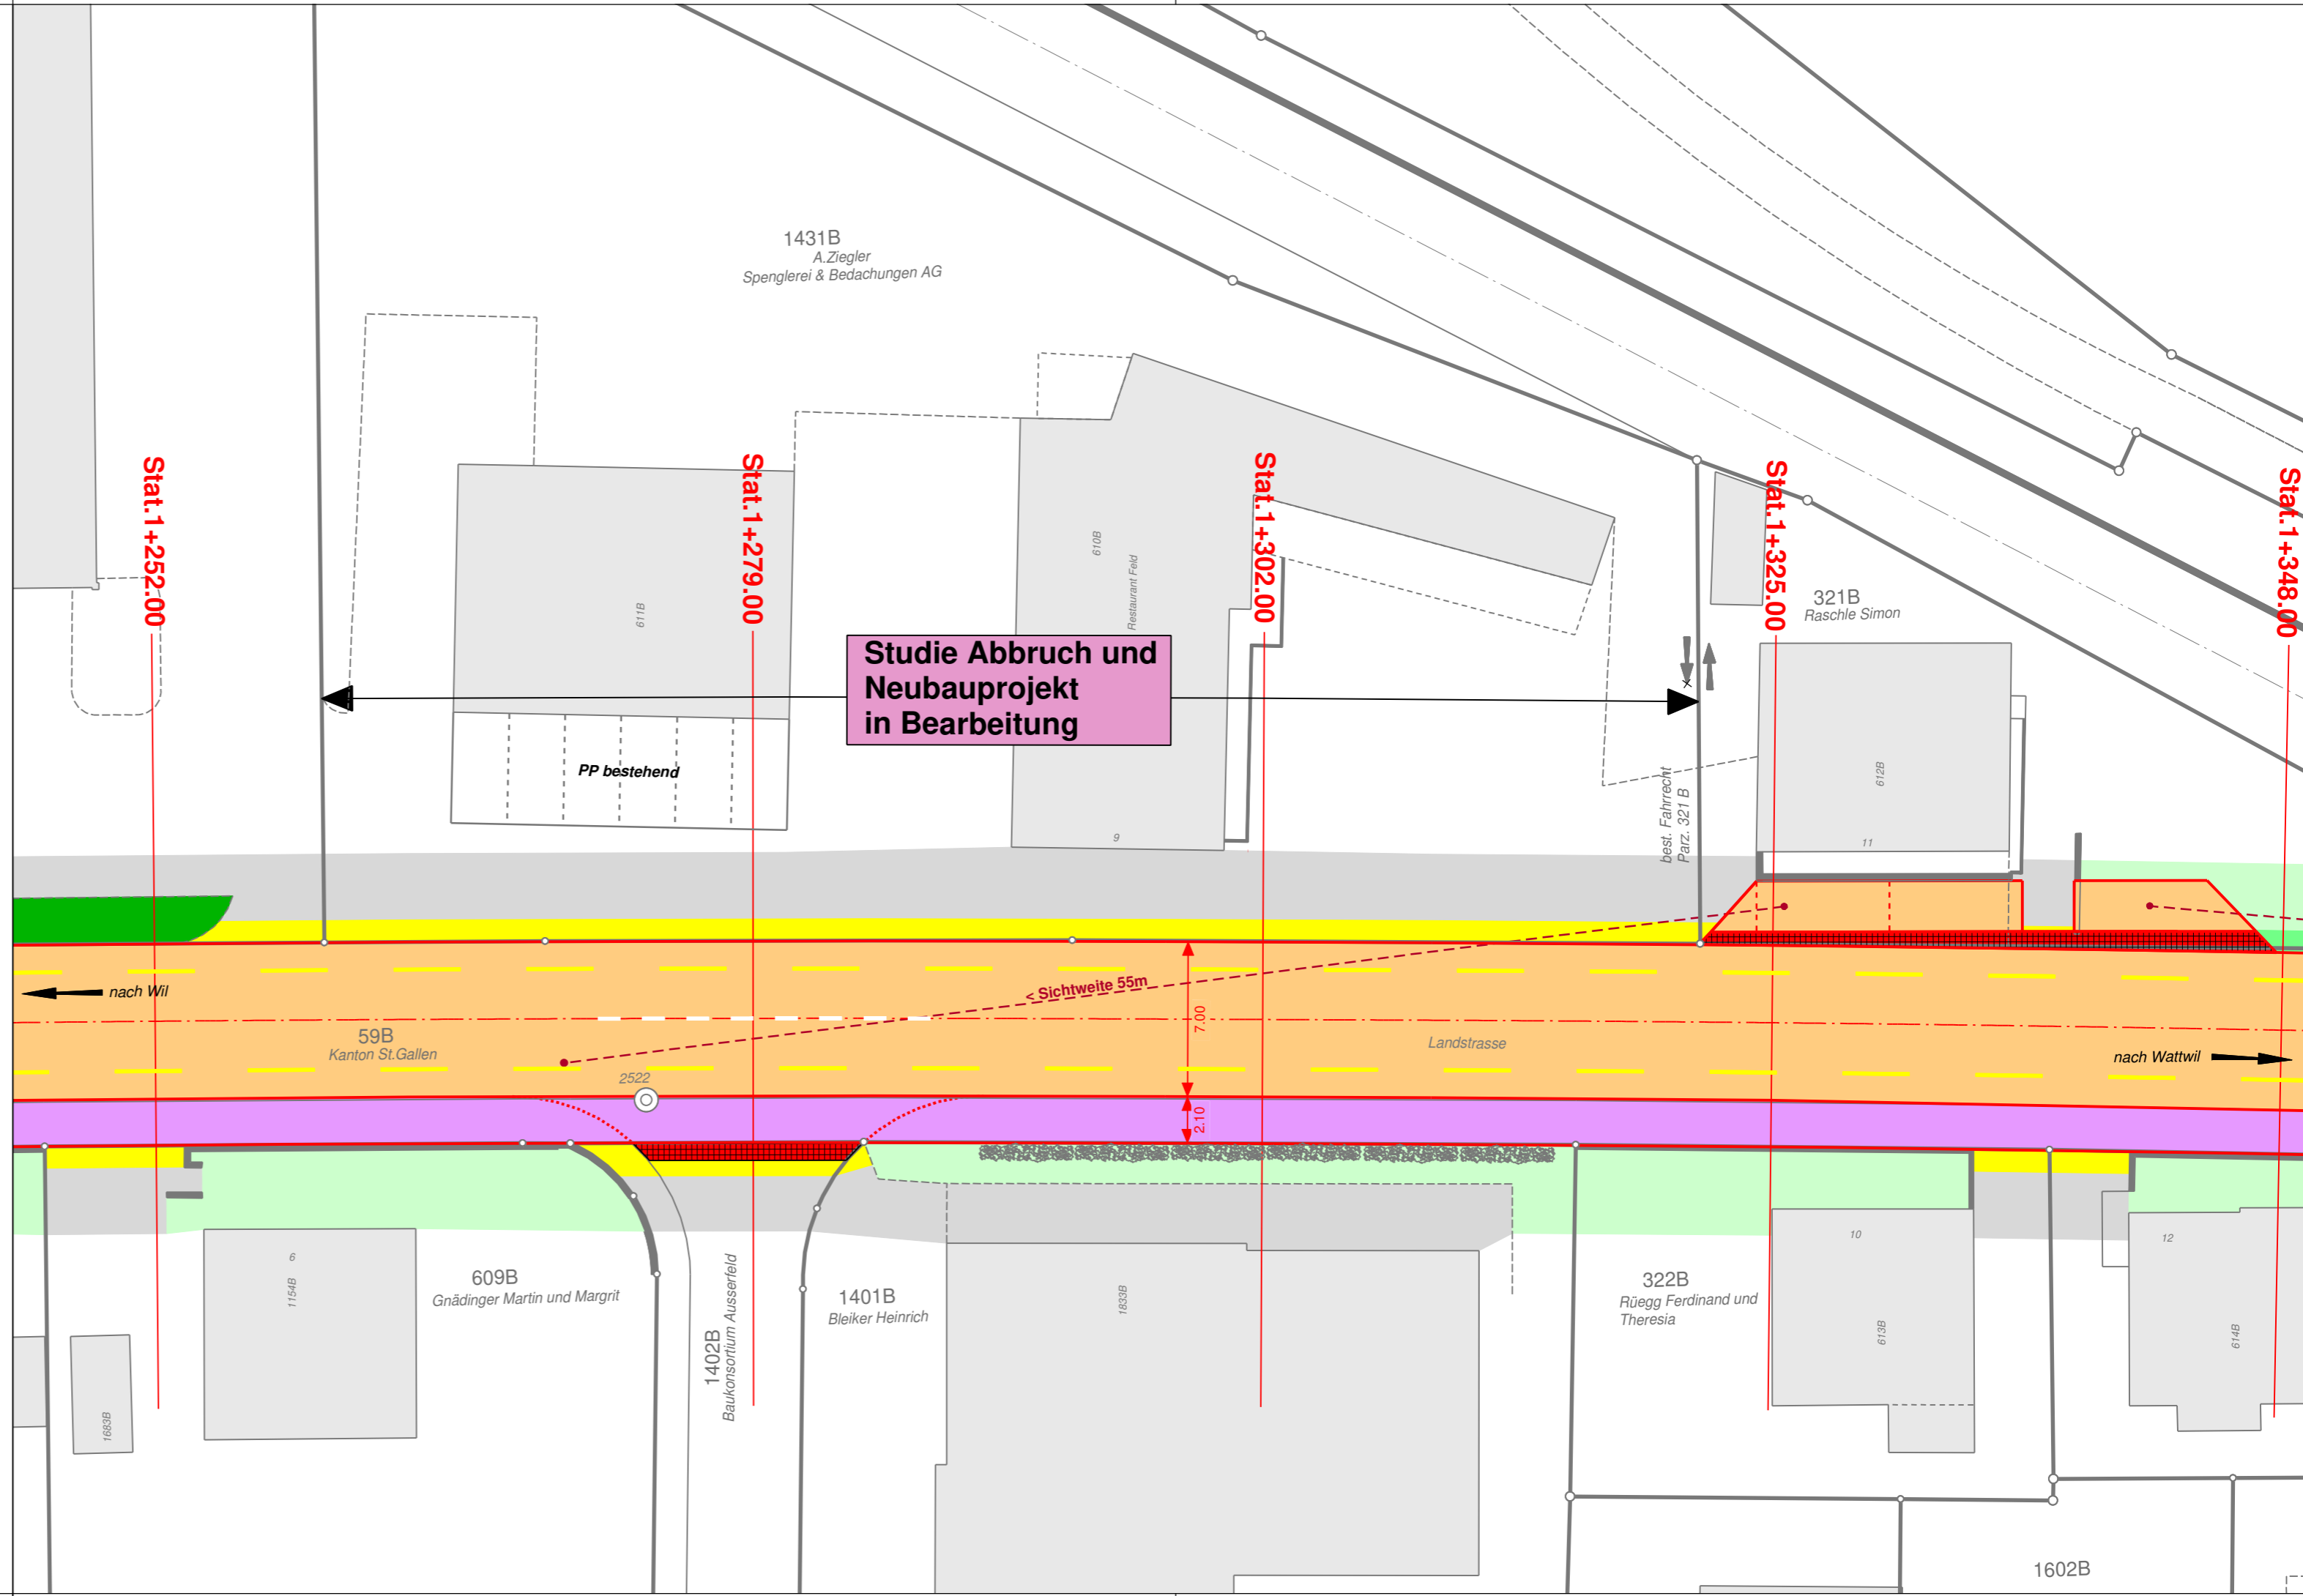 1431B
A.Ziegler
Spenglerei & Bedachungen AG
Stat.1+252.00
Stat.1+279.00
Stat.1+302.00
Stat.1+325.00
Stat.1+348.00
611B
610B
Restaurant Feld
321B
Raschle Simon
Studie Abbruch und
Neubauprojekt
in Bearbeitung
PP bestehend
best. Fahrrecht
Parz. 321 B
612B
9
11
nach Wil
< Sichtweite 55m
7.00
59B
Kanton St.Gallen
Landstrasse
nach Wattwil
2522
2.10
6
1154B
609B
Gnädinger Martin und Margrit
1402B
Baukonsortium Ausserfeld
1401B
Bleiker Heinrich
1833B
322B
Rüegg Ferdinand und
Theresia
10
613B
12
614B
1683B
1602B